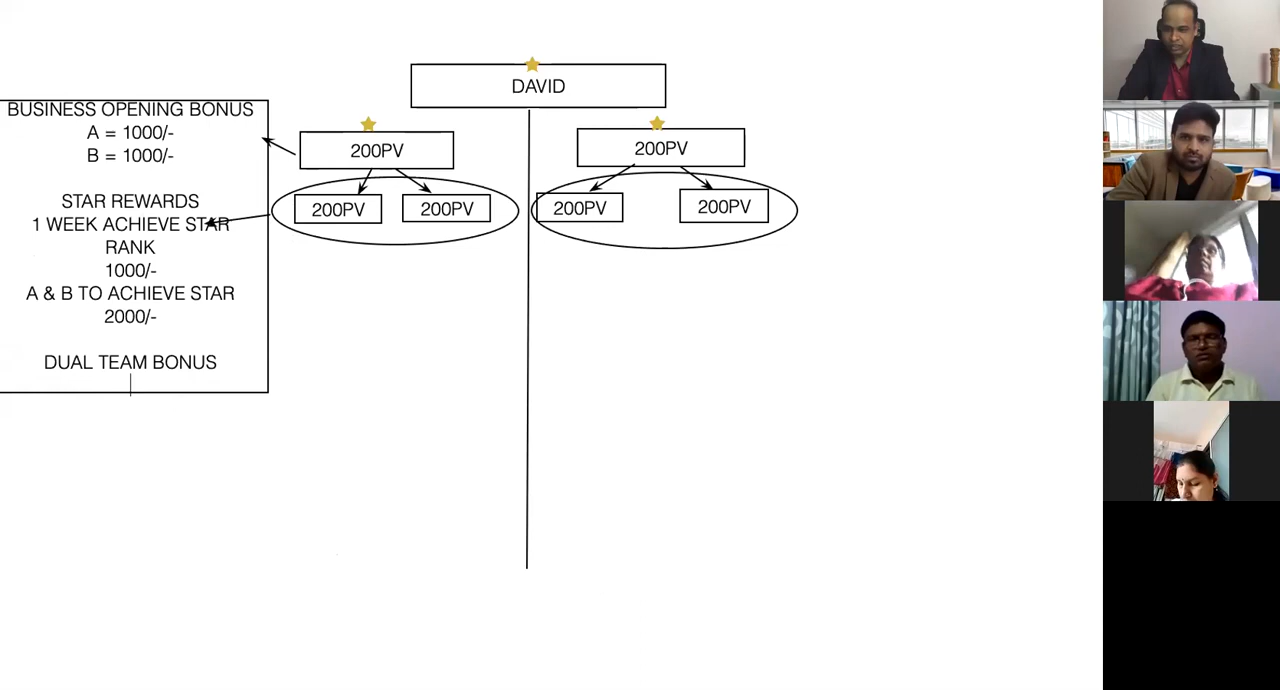 DAVID
BUSINESS OPENING BONUS
A = 1000/-
B = 1000/-
STAR REWARDS
1 WEEK ACHIEVE STAR
RANK
1000/-
A & B TO ACHIEVE STAR
2000/-
DUAL TEAM BONUS
200PV
200PV
200PV
200PV
200PV
200PV